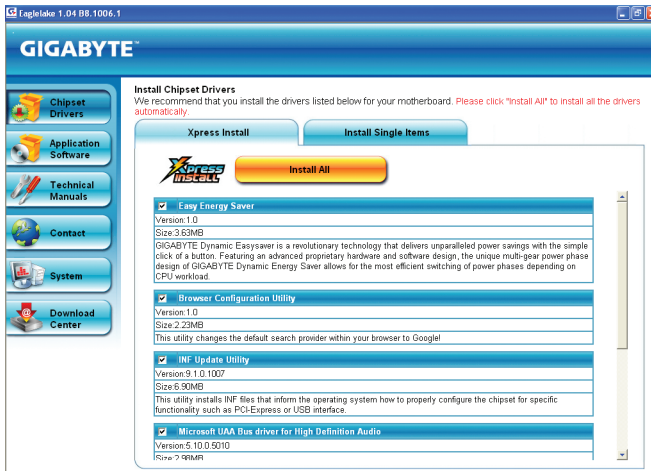 Eaglelake 1.04 B8.1006.1
GIGABYTE™
Chipset
Drivers
Application
Software
Technical
Manuals
Contact
System
Download
Center
Install Chipset Drivers
We recommend that you install the drivers listed below for your motherboard. Please click "Install All" to install all the drivers
automatically.
Xpress Install
Install Single Items
Xpress
INSTALL
Install All
Easy Energy Saver
Version:1.0
Size:3.63MB
GIGABYTE Dynamic Easysaver is a revolutionary technology that delivers unparalleled power savings with the simple
click of a button. Featuring an advanced proprietary hardware and software design, the unique multi-gear power phase
design of GIGABYTE Dynamic Energy Saver allows for the most efficient switching of power phases depending on
CPU workload.
Browser Configuration Utility
Version:1.0
Size:2.23MB
This utility changes the default search provider within your browser to Google!
INF Update Utility
Version:9.1.0.1007
Size:6.90MB
This utility installs INF files that inform the operating system how to properly configure the chipset for specific
functionality such as PCI-Express or USB interface.
Microsoft UAA Bus driver for High Definition Audio
Version:5.10.0.5010
Size:2.98MB